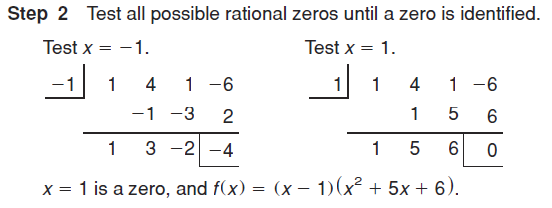 Step 2 Test all possible rational zeros until a zero is identified.
Test x = −1. Test x = 1.
−1 1 4 1 −6 1 1 4 1 −6
−1 −3 2 1 5 6
1 3 −2 −4 1 5 6 0
x = 1 is a zero, and f(x) = (x − 1)(x² + 5x + 6).